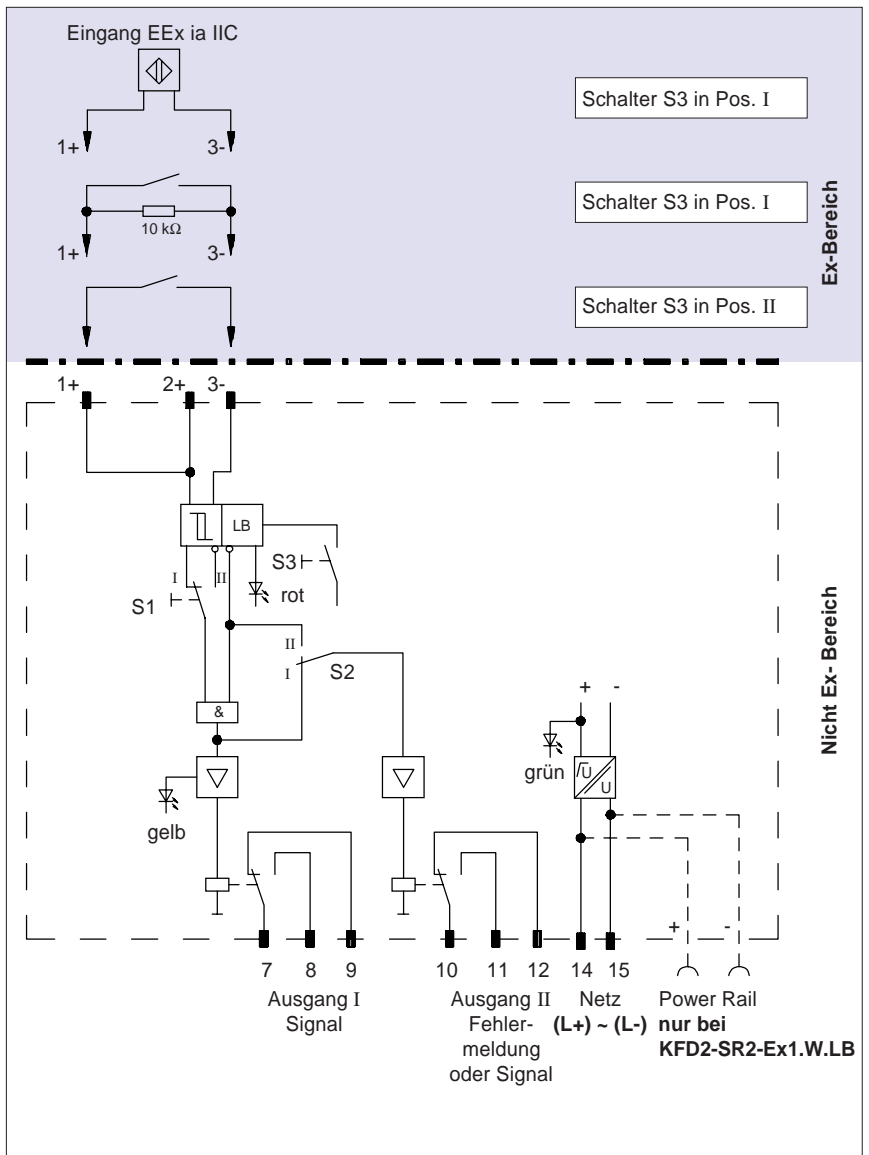 Eingang EEx ia IIC
Schalter S3 in Pos. I
1+ 3-
Schalter S3 in Pos. I
10 kΩ
1+ 3-
Schalter S3 in Pos. II
Ex-Bereich
1+ 2+ 3-
LB
S3
I II
rot
S1
II
I S2
&
+ -
grün
U
U
gelb
Nicht Ex- Bereich
+ -
7 8 9 10 11 12 14 15
Ausgang I
Signal
Ausgang II
Fehler-
meldung
oder Signal
Netz
(L+) ~ (L-)
Power Rail
nur bei
KFD2-SR2-Ex1.W.LB